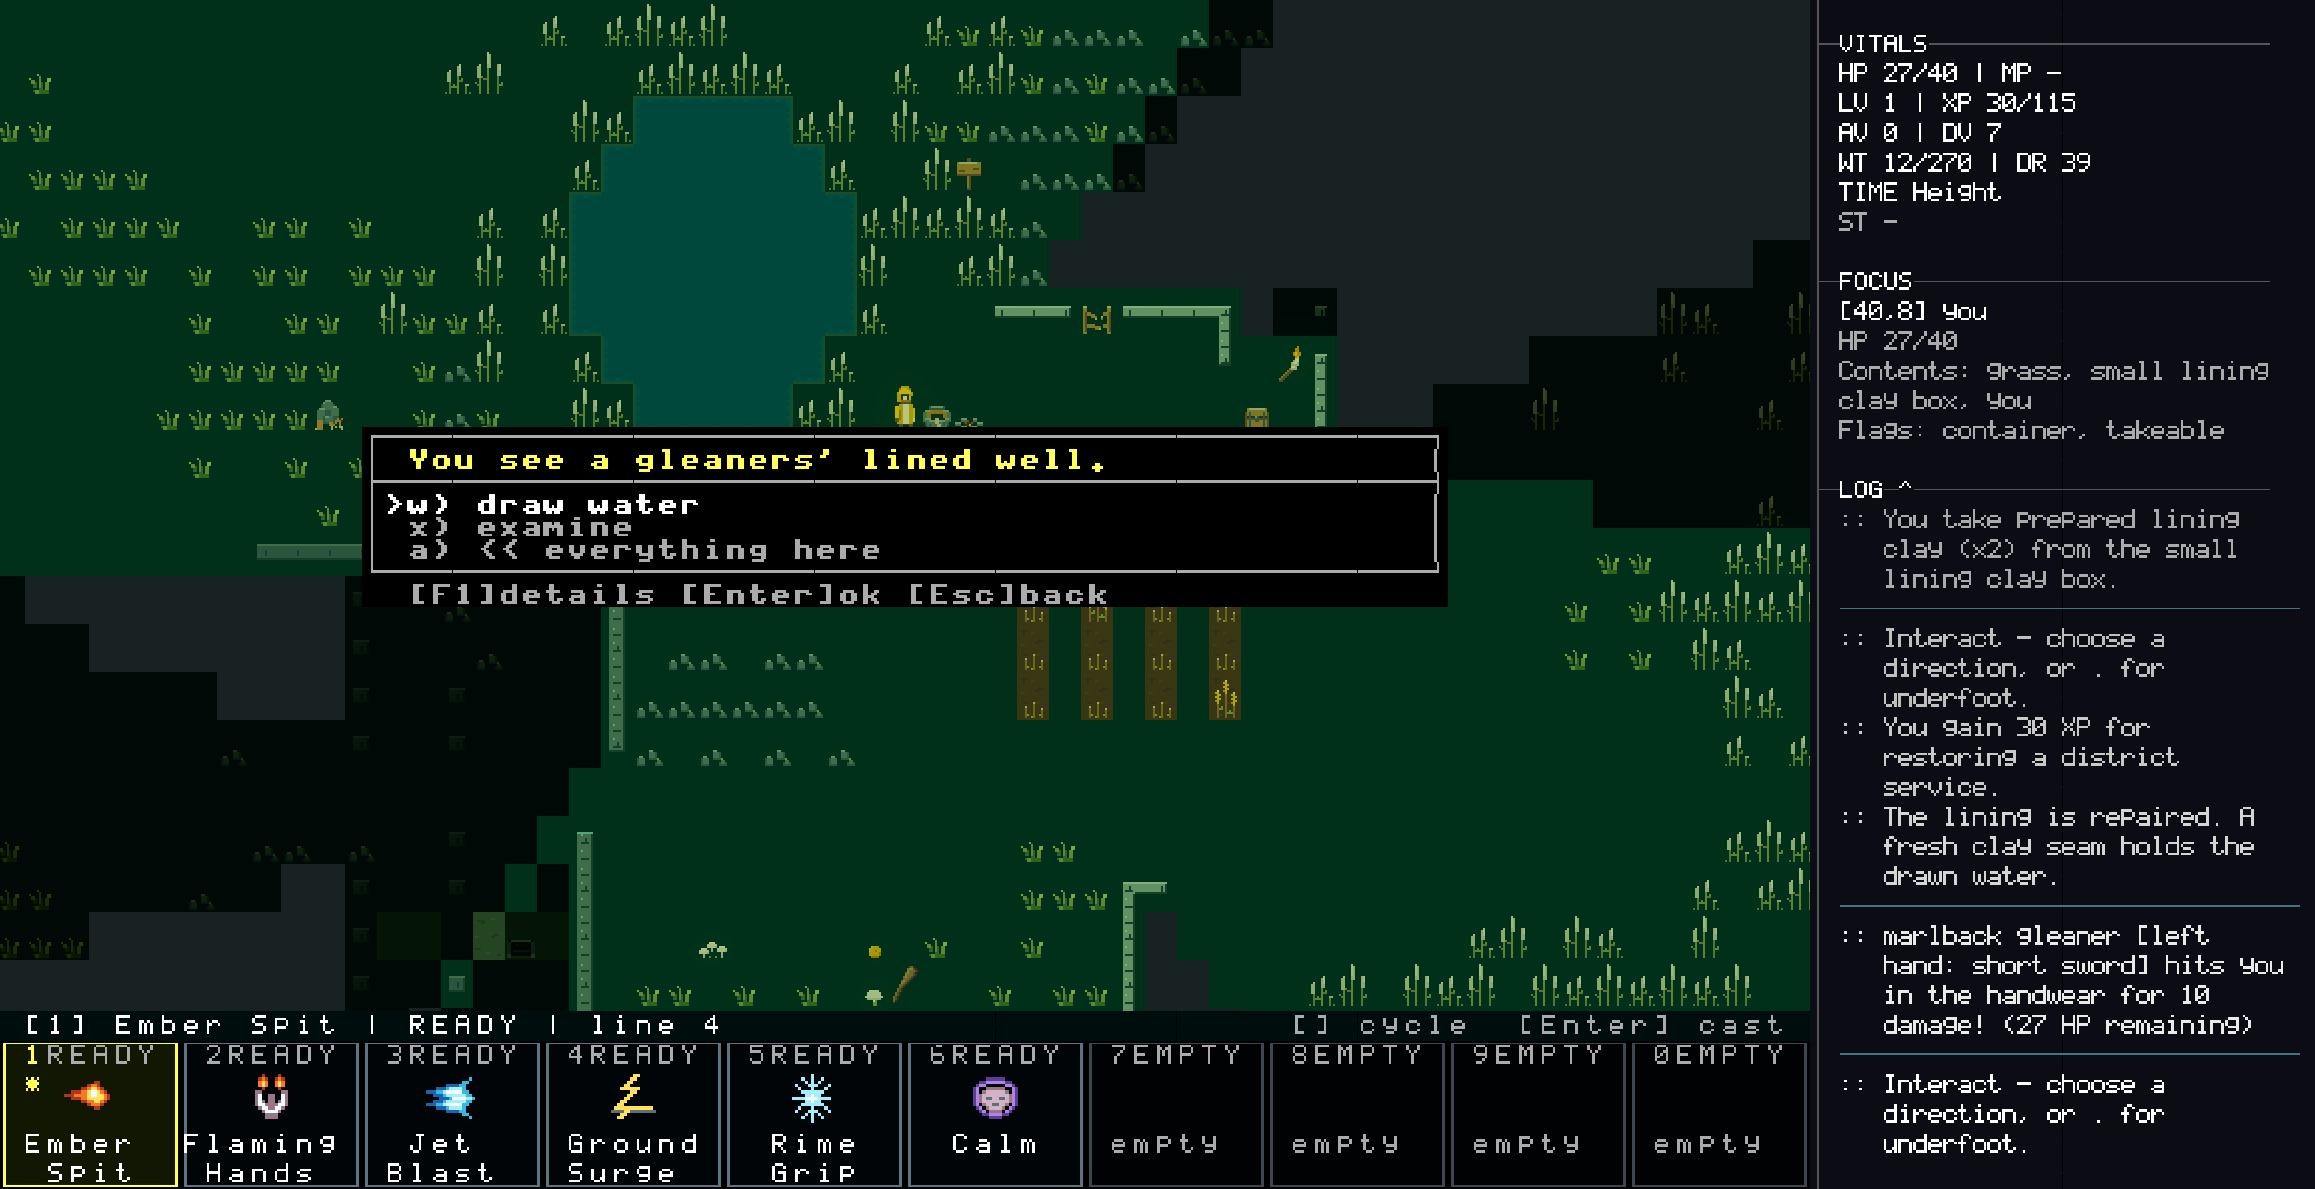 VITALS
HP 27/40 | MP -
LV 1 | XP 30/115
AV 0 | DV 7
WT 12/270 | DR 39
TIME Height
ST -
FOCUS
[40,8] You
HP 27/40
Contents: grass, small lining
clay box, you
Flags: container, takeable
LOG ^
:: You take prepared lining
clay (x2) from the small
lining clay box.
:: Interact - choose a
direction, or . for
underfoot.
:: You gain 30 XP for
restoring a district
service.
:: The lining is repaired. A
fresh clay seam holds the
drawn water.
:: marlback gleaner [left
hand: short sword] hits you
in the handwear for 10
damage! (27 HP remaining)
:: Interact - choose a
direction, or . for
underfoot.
You see a gleaners' lined well.
>w) draw water
x) examine
a) << everything here
[F1]details [Enter]ok [Esc]back
[1] Ember Spit | READY | line 4
[] cycle [Enter] cast
1READY 2READY 3READY 4READY 5READY 6READY 7EMPTY 8EMPTY 9EMPTY 0EMPTY
*
Ember Flaming Jet Ground Rime Calm empty empty empty empty
Spit Hands Blast Surge Grip